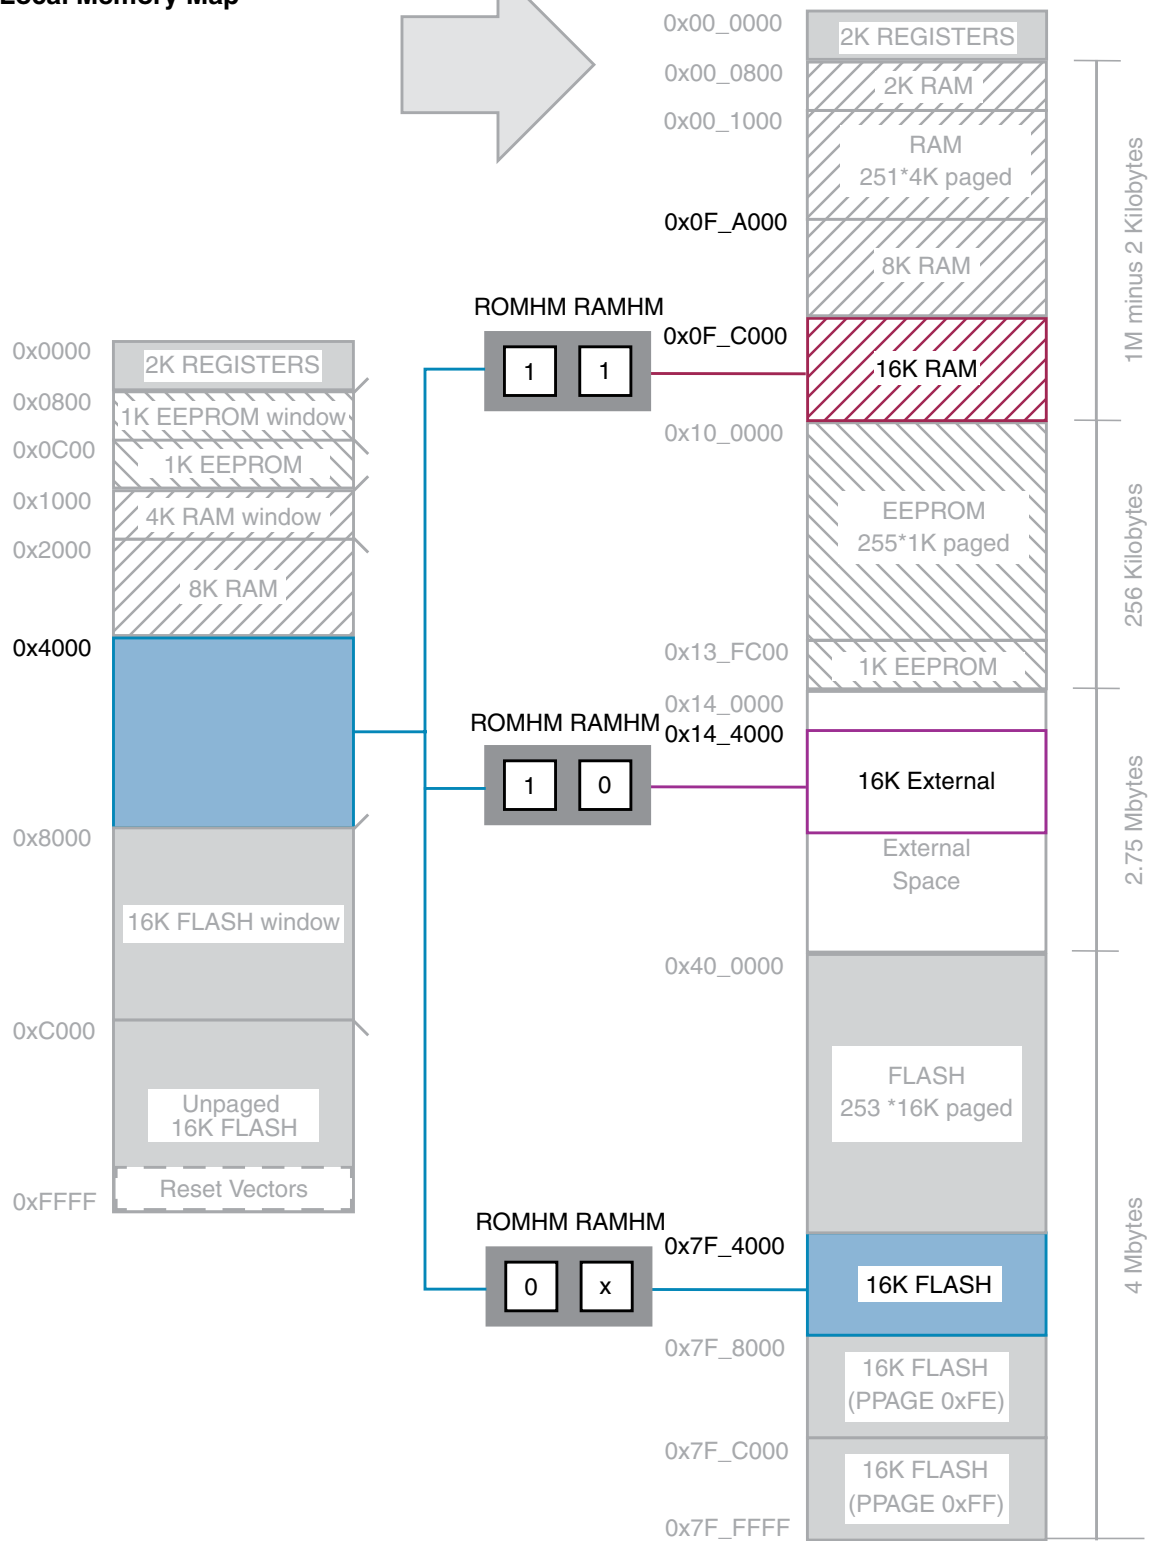 Local Memory Map
0x0000
2K REGISTERS
0x0800
1K EEPROM window
0x0C00
1K EEPROM
0x1000
4K RAM window
0x2000
8K RAM
0x4000
0x8000
16K FLASH window
0xC000
Unpaged
16K FLASH
Reset Vectors
0xFFFF
ROMHM RAMHM
1 1
ROMHM RAMHM
1 0
ROMHM RAMHM
0 x
0x00_0000
2K REGISTERS
0x00_0800
2K RAM
0x00_1000
RAM
251*4K paged
0x0F_A000
8K RAM
0x0F_C000
16K RAM
0x10_0000
EEPROM
255*1K paged
0x13_FC00
1K EEPROM
0x14_0000
0x14_4000
16K External
External
Space
0x40_0000
FLASH
253 *16K paged
0x7F_4000
16K FLASH
0x7F_8000
16K FLASH
(PPAGE 0xFE)
0x7F_C000
16K FLASH
(PPAGE 0xFF)
0x7F_FFFF
1M minus 2 Kilobytes
256 Kilobytes
2.75 Mbytes
4 Mbytes